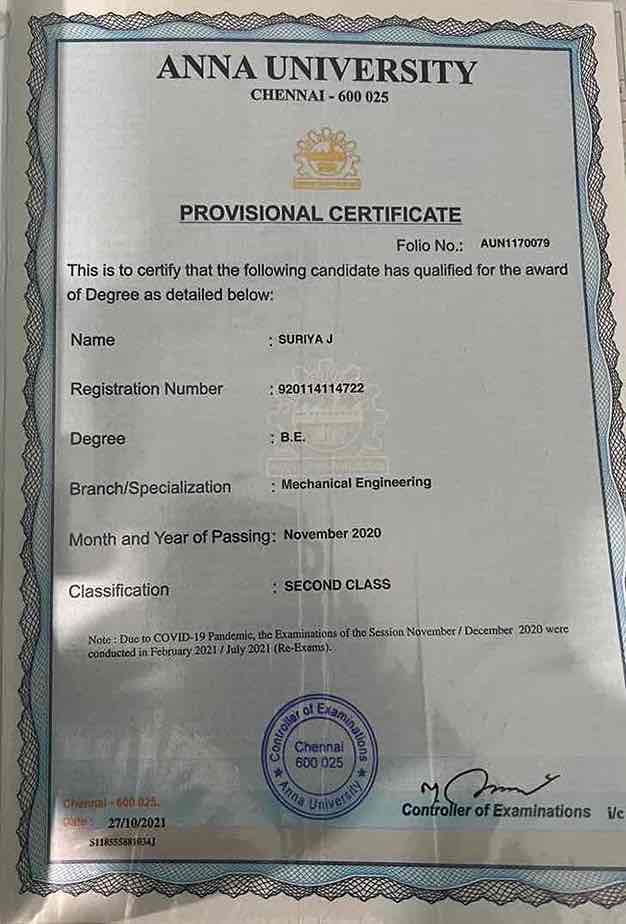 ANNA UNIVERSITY
CHENNAI - 600 025
PROVISIONAL CERTIFICATE
Folio No.: AUN1170079
This is to certify that the following candidate has qualified for the award
of Degree as detailed below:
Name : SURIYA J
Registration Number : 920114114722
Degree : B.E.
Branch/Specialization : Mechanical Engineering
Month and Year of Passing: November 2020
Classification : SECOND CLASS
Note : Due to COVID-19 Pandemic, the Examinations of the Session November / December 2020 were
conducted in February 2021 / July 2021 (Re-Exams).
Controller of Examinations
Chennai
600 025
★ Anna University ★
Controller of Examinations i/c
Chennai - 600 025.
Date : 27/10/2021